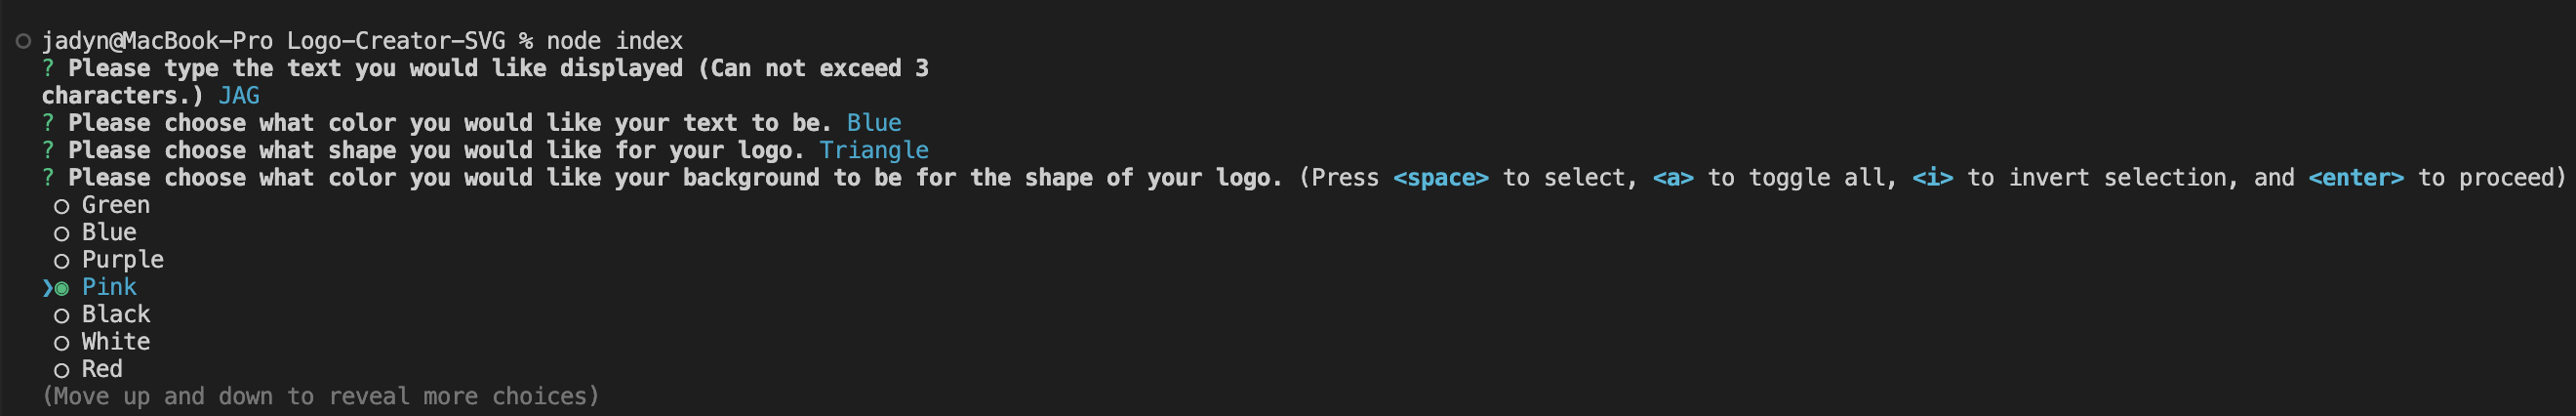 jadyn@MacBook-Pro Logo-Creator-SVG % node index
? Please type the text you would like displayed (Can not exceed 3
characters.) JAG
? Please choose what color you would like your text to be. Blue
? Please choose what shape you would like for your logo. Triangle
? Please choose what color you would like your background to be for the shape of your logo. (Press <space> to select, <a> to toggle all, <i> to invert selection, and <enter> to proceed)
◯ Green
◯ Blue
◯ Purple
❯◉ Pink
◯ Black
◯ White
◯ Red
(Move up and down to reveal more choices)